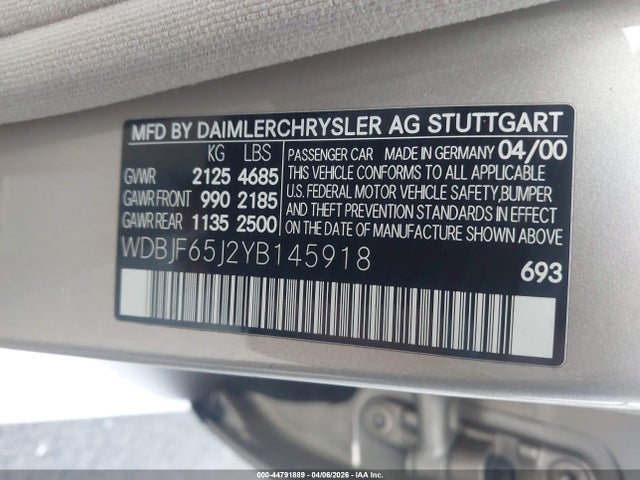 MFD BY DAIMLERCHRYSLER AG STUTTGART
KG LBS
GVWR 2125 4685
GAWR FRONT 990 2185
GAWR REAR 1135 2500
PASSENGER CAR MADE IN GERMANY 04/00
THIS VEHICLE CONFORMS TO ALL APPLICABLE
U.S. FEDERAL MOTOR VEHICLE SAFETY,BUMPER
AND THEFT PREVENTION STANDARDS IN EFFECT
ON THE DATE OF MANUFACTURE SHOWN ABOVE
WDBJF65J2YB145918
693
000-44791889 - 04/06/2026 - IAA Inc.